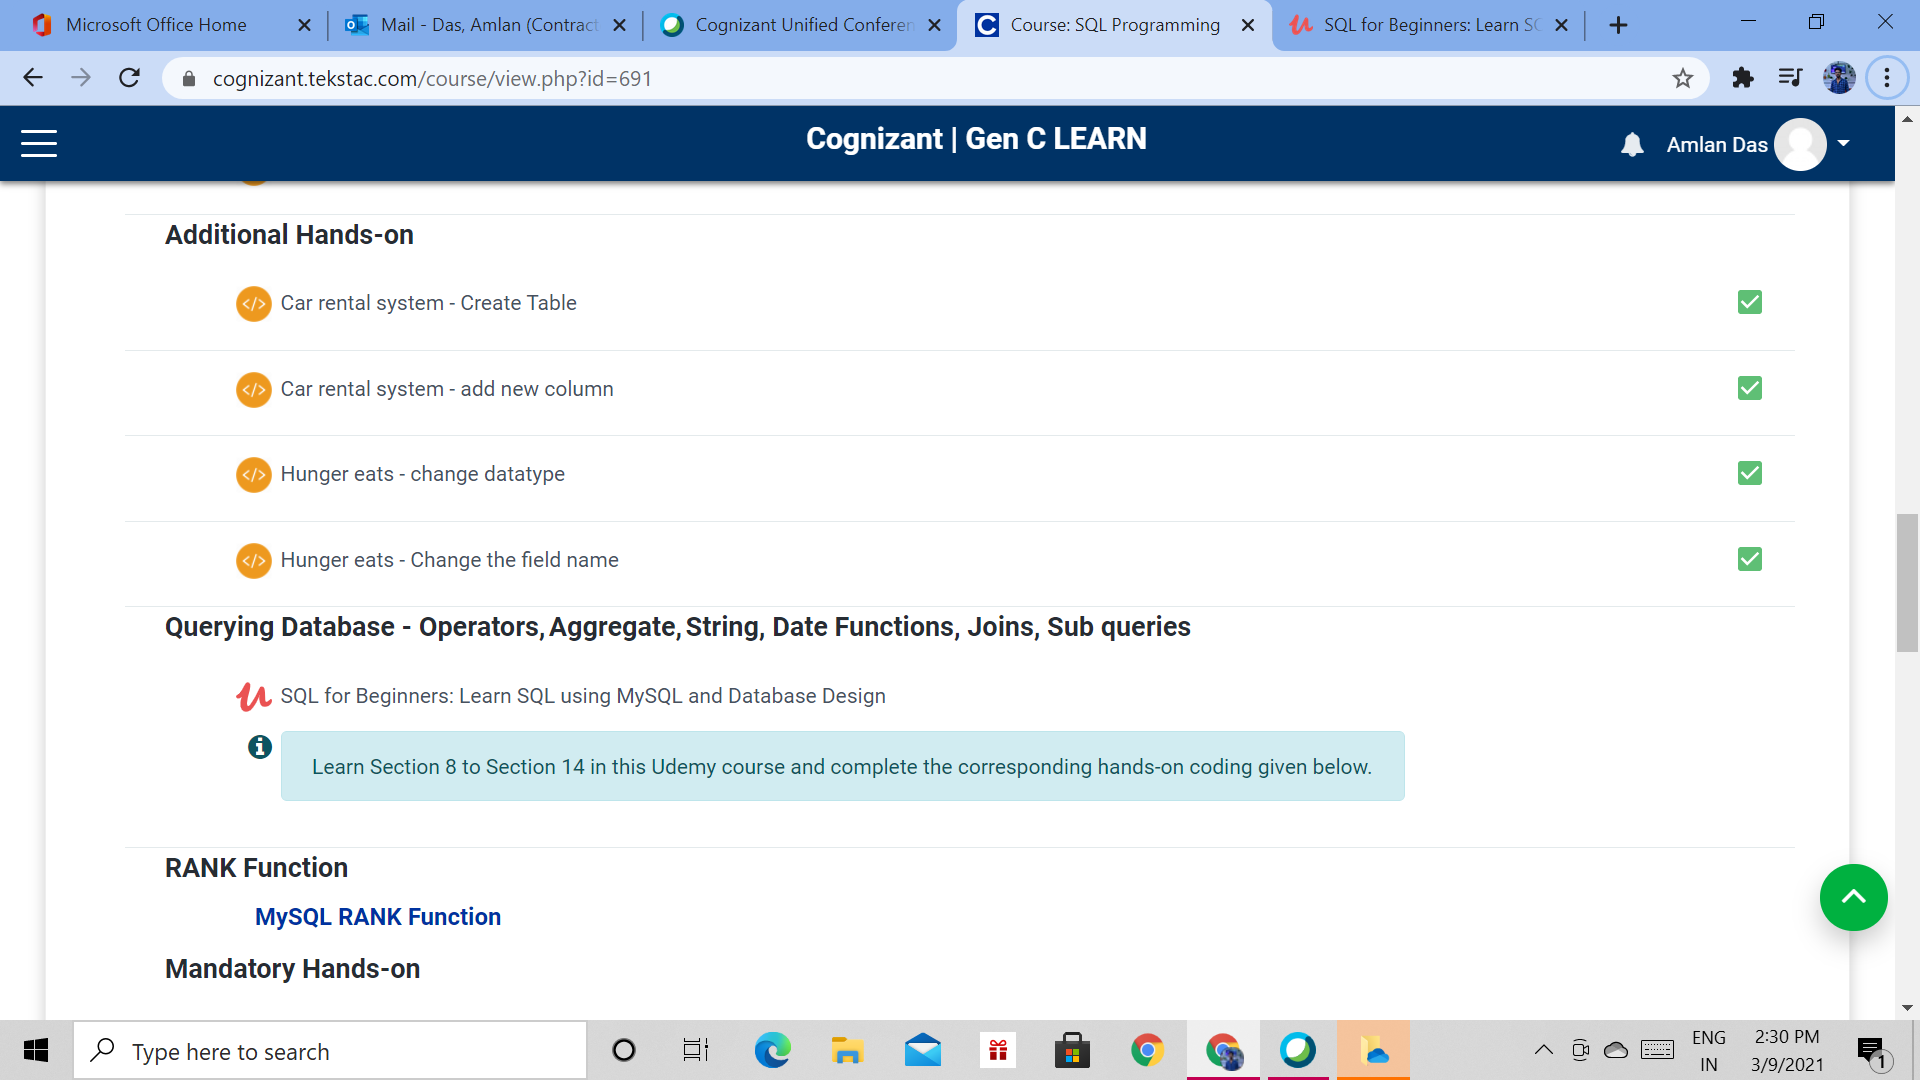 Microsoft Office Home
Mail - Das, Amlan (Contract
Cognizant Unified Conferen
Course: SQL Programming
SQL for Beginners: Learn SQ
cognizant.tekstac.com/course/view.php?id=691
Cognizant | Gen C LEARN
Amlan Das
Additional Hands-on
Car rental system - Create Table
Car rental system - add new column
Hunger eats - change datatype
Hunger eats - Change the field name
Querying Database - Operators, Aggregate, String, Date Functions, Joins, Sub queries
SQL for Beginners: Learn SQL using MySQL and Database Design
Learn Section 8 to Section 14 in this Udemy course and complete the corresponding hands-on coding given below.
RANK Function
MySQL RANK Function
Mandatory Hands-on
Type here to search
ENG
IN
2:30 PM
3/9/2021
1